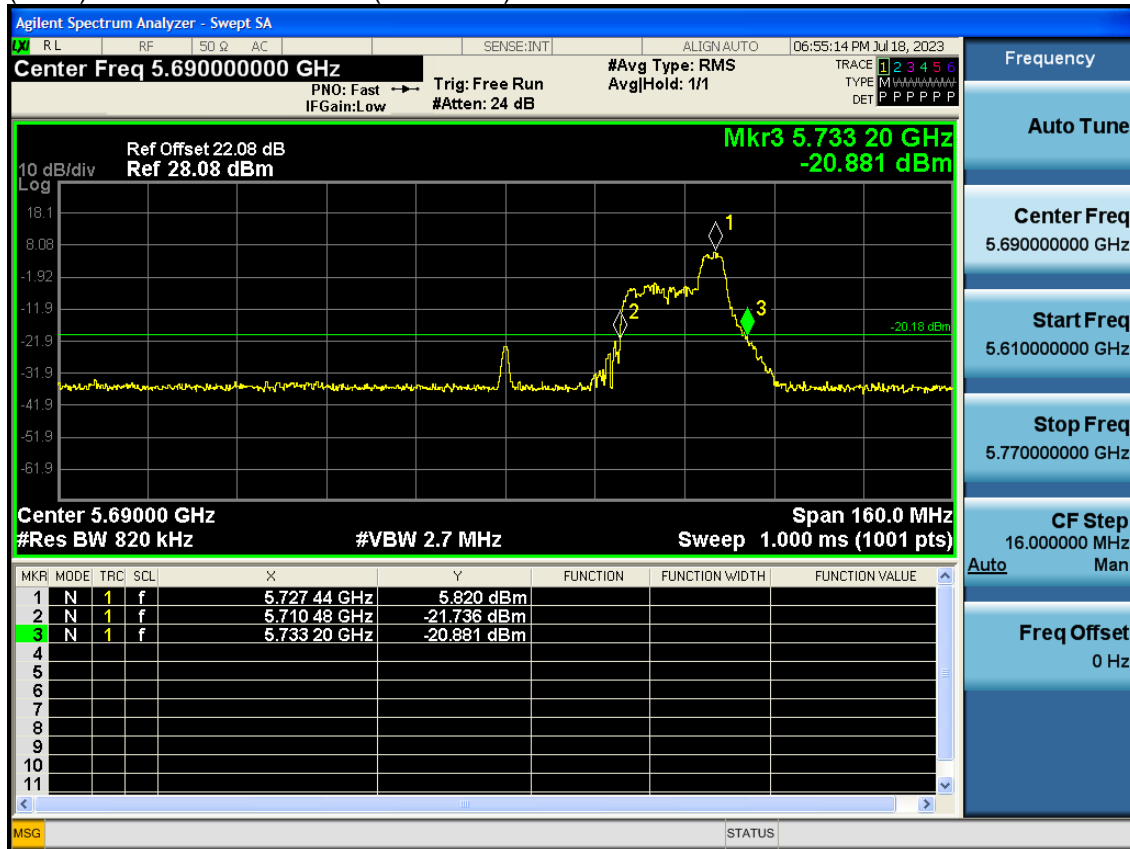 Agilent Spectrum Analyzer - Swept SA
LXI RL RF 50 Ω AC SENSE:INT ALIGN AUTO 06:55:14 PM Jul 18, 2023
Center Freq 5.690000000 GHz
PNO: Fast
IFGain:Low
Trig: Free Run
#Atten: 24 dB
#Avg Type: RMS
Avg|Hold: 1/1
TRACE 1 2 3 4 5 6
TYPE M WWWWW
DET P P P P P P
Mkr3 5.733 20 GHz
-20.881 dBm
Ref Offset 22.08 dB
10 dB/div Ref 28.08 dBm
Log
18.1
8.08
-1.92
-11.9
-21.9
-31.9
-41.9
-51.9
-61.9
1
2
3
-20.18 dBm
Center 5.69000 GHz Span 160.0 MHz
#Res BW 820 kHz #VBW 2.7 MHz Sweep 1.000 ms (1001 pts)
MKR MODE TRC SCL X Y FUNCTION FUNCTION WIDTH FUNCTION VALUE
1 N 1 f 5.727 44 GHz 5.820 dBm
2 N 1 f 5.710 48 GHz -21.736 dBm
3 N 1 f 5.733 20 GHz -20.881 dBm
4
5
6
7
8
9
10
11
MSG STATUS
Frequency
Auto Tune
Center Freq
5.690000000 GHz
Start Freq
5.610000000 GHz
Stop Freq
5.770000000 GHz
CF Step
16.000000 MHz
Auto Man
Freq Offset
0 Hz